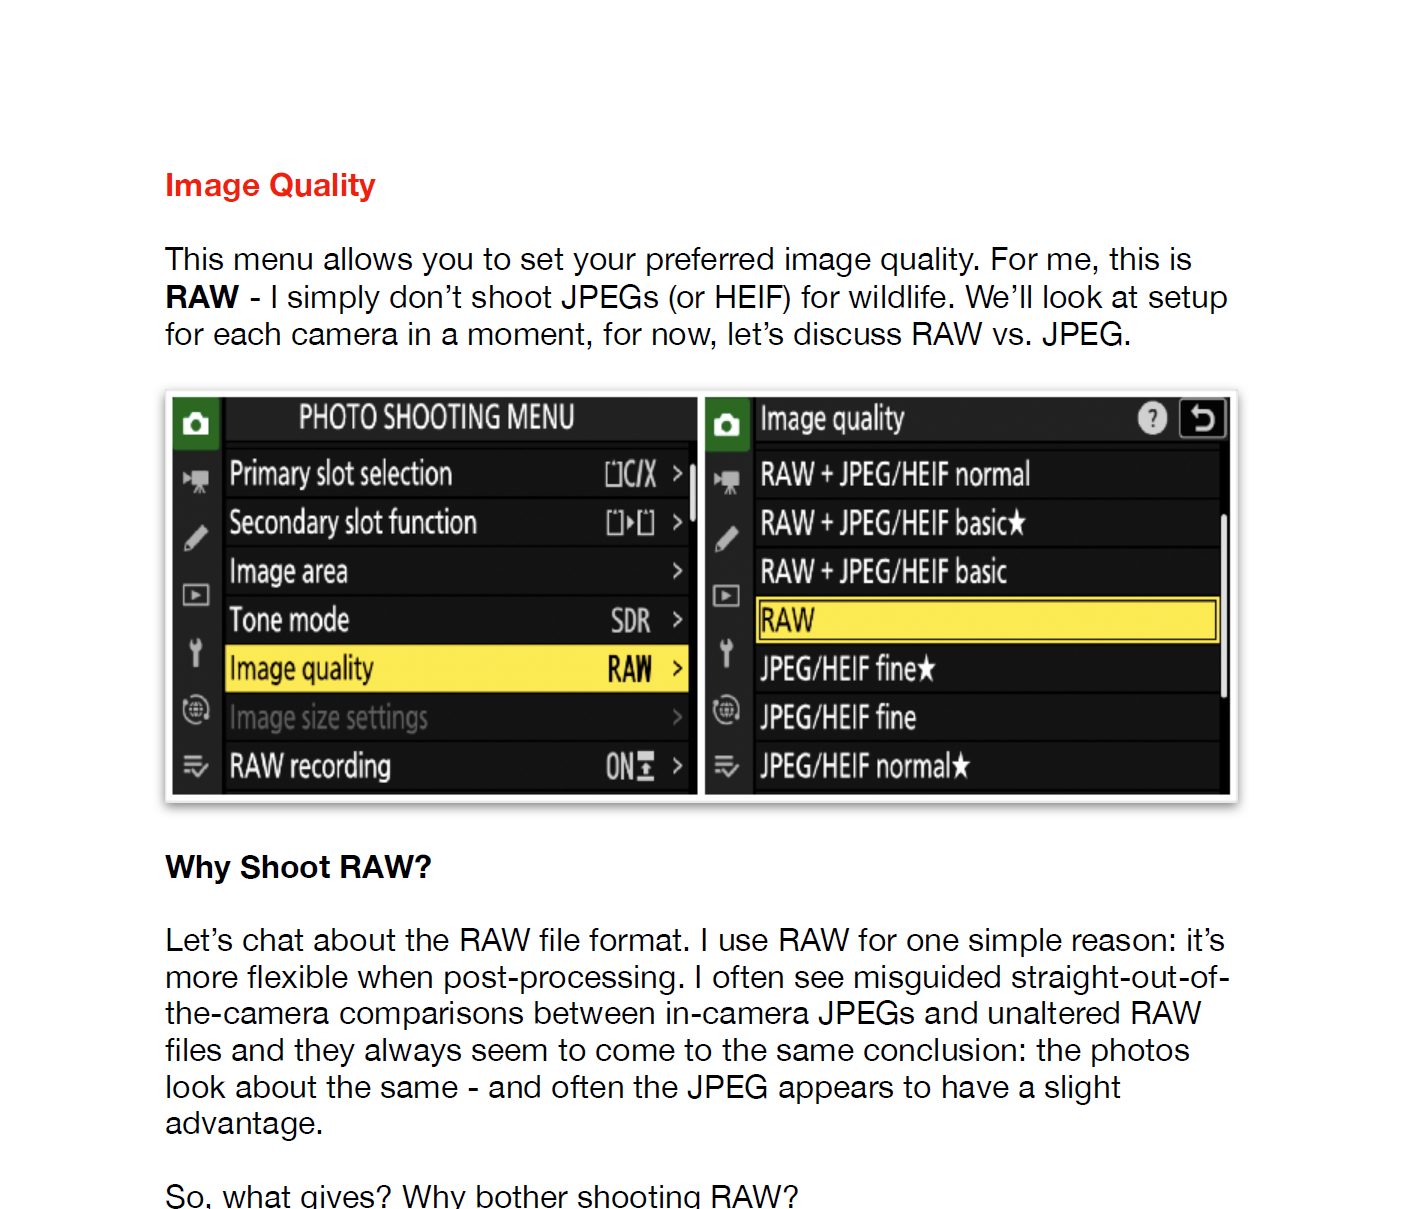 Image Quality
This menu allows you to set your preferred image quality. For me, this is
RAW - I simply don’t shoot JPEGs (or HEIF) for wildlife. We’ll look at setup
for each camera in a moment, for now, let’s discuss RAW vs. JPEG.
PHOTO SHOOTING MENU
Primary slot selection C/X >
Secondary slot function >
Image area >
Tone mode SDR >
Image quality RAW >
Image size settings >
RAW recording ON >
Image quality ?
RAW + JPEG/HEIF normal
RAW + JPEG/HEIF basic★
RAW + JPEG/HEIF basic
RAW
JPEG/HEIF fine★
JPEG/HEIF fine
JPEG/HEIF normal★
Why Shoot RAW?
Let’s chat about the RAW file format. I use RAW for one simple reason: it’s
more flexible when post-processing. I often see misguided straight-out-of-
the-camera comparisons between in-camera JPEGs and unaltered RAW
files and they always seem to come to the same conclusion: the photos
look about the same - and often the JPEG appears to have a slight
advantage.
So, what gives? Why bother shooting RAW?